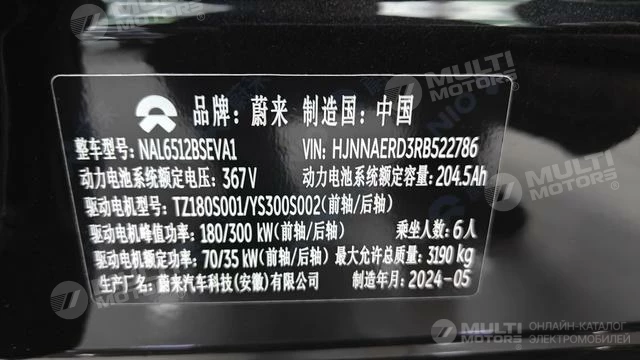 品牌: 蔚来 制造国: 中国
整车型号: NAL6512BSEVA1 VIN: HJNNAERD3RB522786
动力电池系统额定电压: 367V 动力电池系统额定容量: 204.5Ah
驱动电机型号: TZ180S001/YS300S002(前轴/后轴)
驱动电机峰值功率: 180/300 kW(前轴/后轴) 乘坐人数: 6人
驱动电机额定功率: 70/35 kW(前轴/后轴) 最大允许总质量: 3190 kg
生产厂名: 蔚来汽车科技(安徽)有限公司 制造年月: 2024-05
MULTI MOTORS
ОНЛАЙН-КАТАЛОГ
ЭЛЕКТРОМОБИЛЕЙ